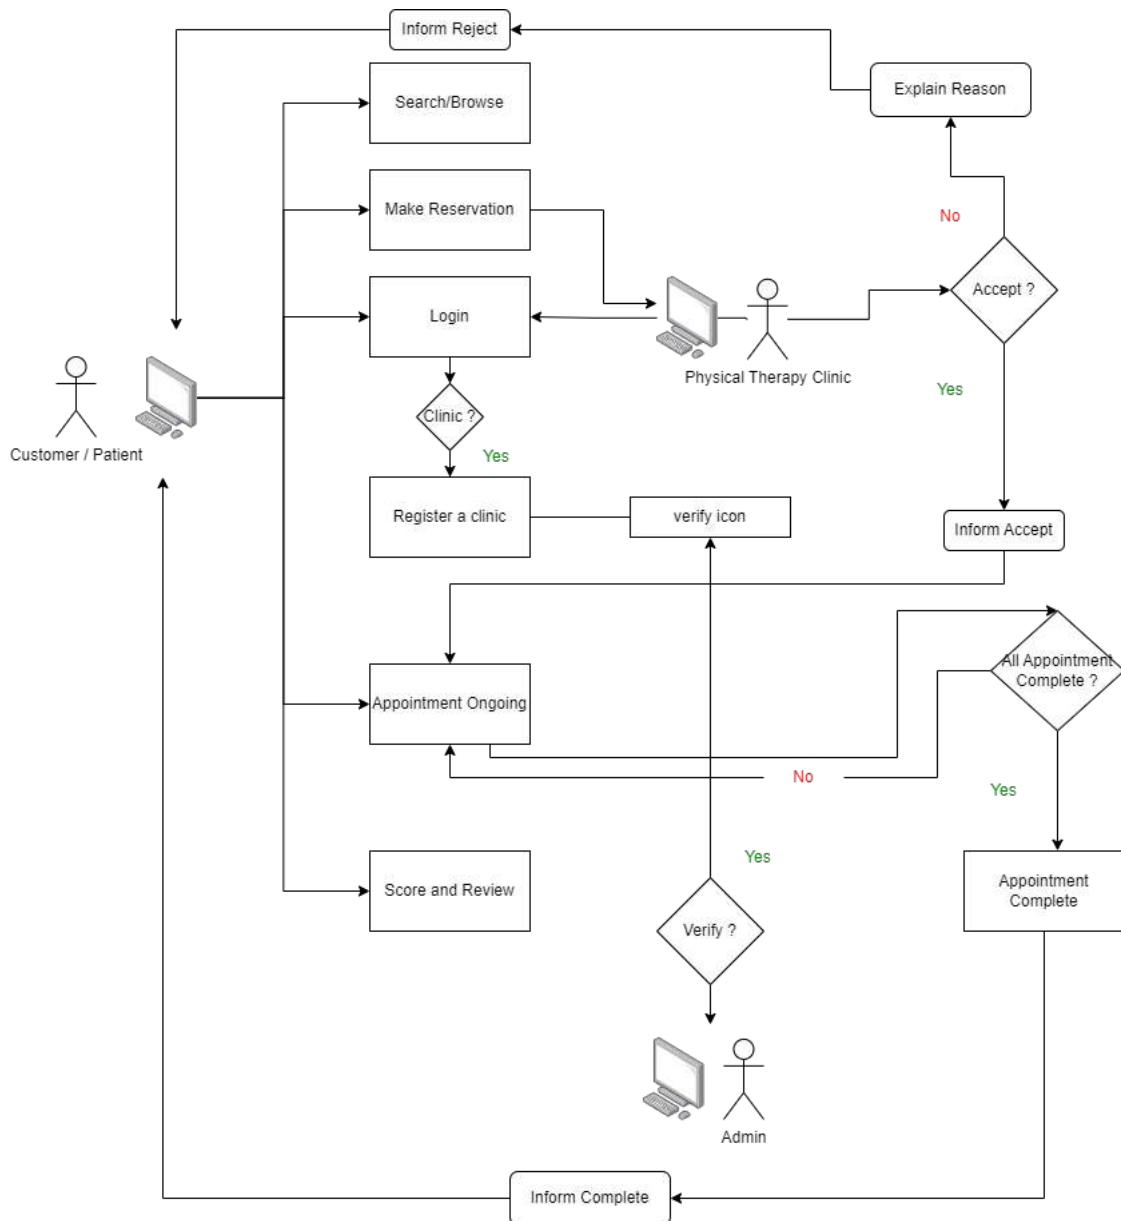 Inform Reject
Explain Reason
Search/Browse
Make Reservation
No
Accept ?
Login
Physical Therapy Clinic
Yes
Clinic ?
Customer / Patient
Yes
Register a clinic
verify icon
Inform Accept
All Appointment
Complete ?
Appointment Ongoing
No
Yes
Yes
Score and Review
Appointment
Complete
Verify ?
Admin
Inform Complete